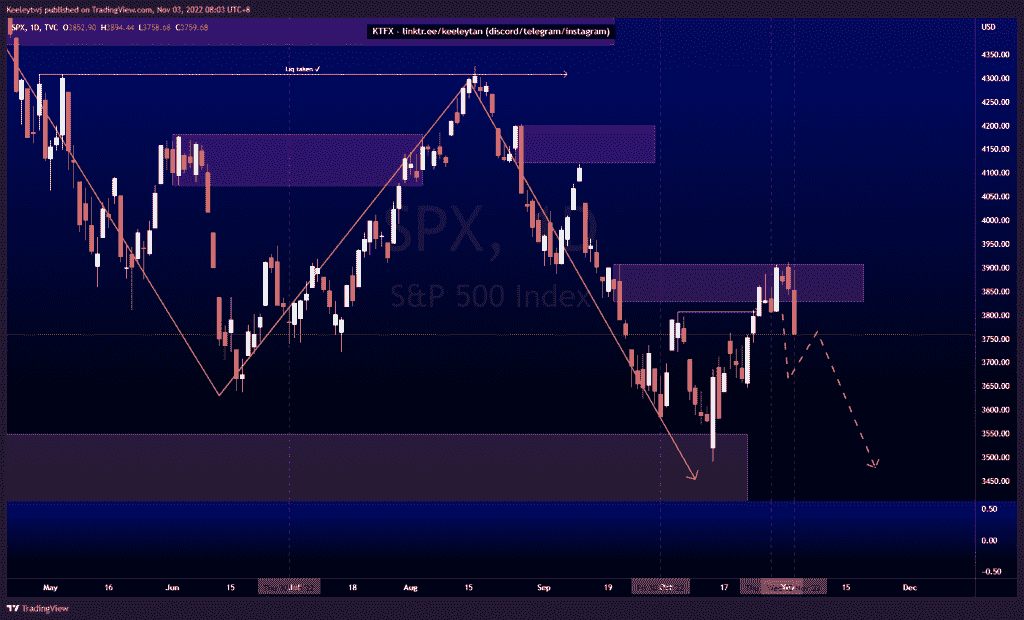 Keeleytwj published on TradingView.com, Nov 03, 2022 08:03 UTC-8
SPX, 1D, TVC O3852.90 H3894.44 L3758.68 C3759.68
KTFX - linktr.ee/keeleytan (discord/telegram/instagram)
USD
Liq taken ✓
SPX, 1D
S&P 500 Index
4350.00
4300.00
4250.00
4200.00
4150.00
4100.00
4050.00
4000.00
3950.00
3900.00
3850.00
3800.00
3750.00
3700.00
3650.00
3600.00
3550.00
3500.00
3450.00
0.50
0.00
-0.50
May 16 Jun 15 Jul 18 Aug 15 Sep 19 Oct 17 Nov 15 Dec
TradingView